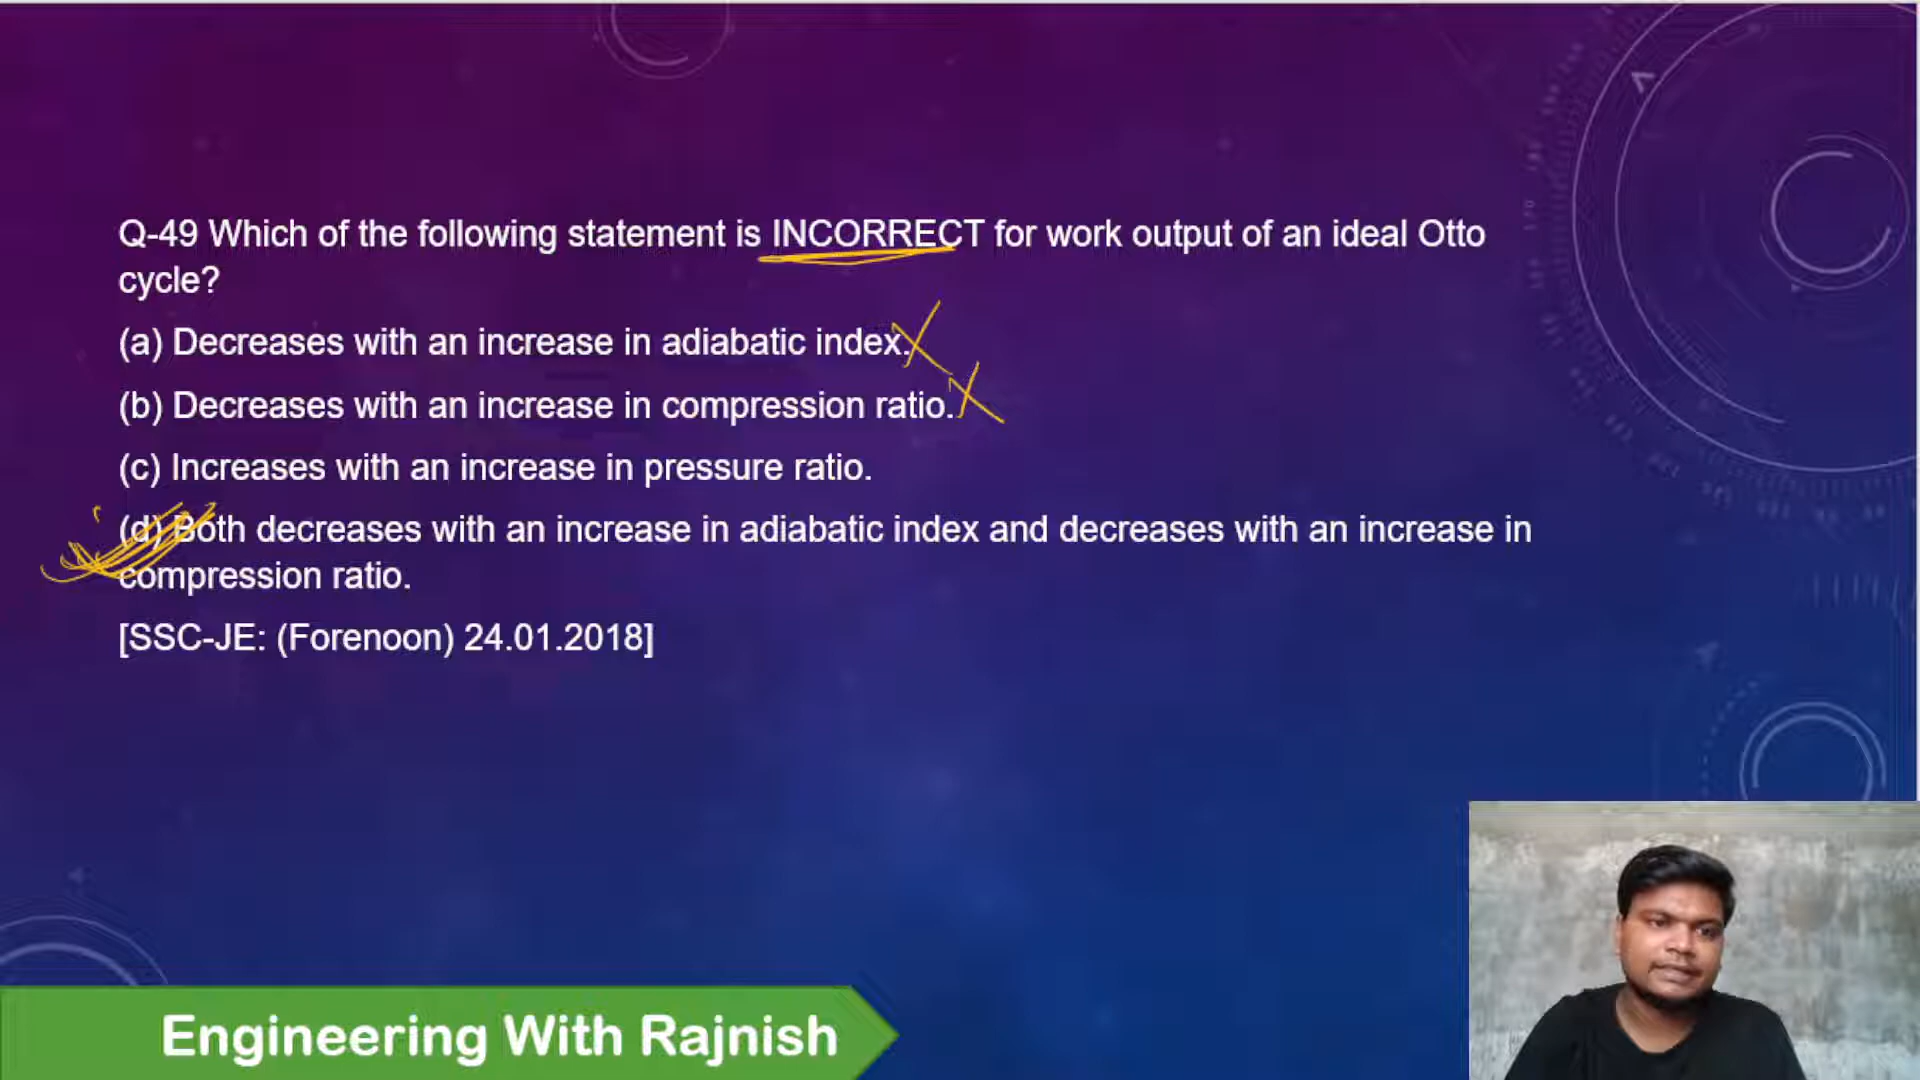 Q-49 Which of the following statement is INCORRECT for work output of an ideal Otto
cycle?
(a) Decreases with an increase in adiabatic index.
(b) Decreases with an increase in compression ratio.
(c) Increases with an increase in pressure ratio.
(d) Both decreases with an increase in adiabatic index and decreases with an increase in
compression ratio.
[SSC-JE: (Forenoon) 24.01.2018]
Engineering With Rajnish